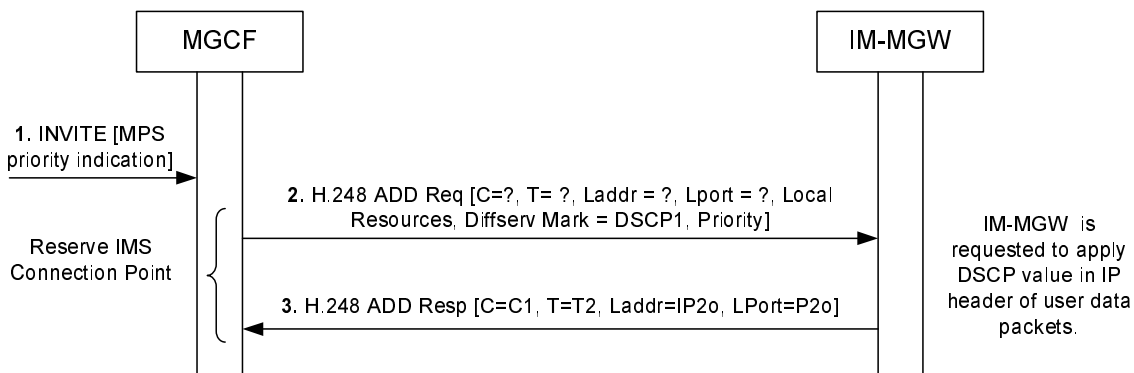 MGCF
IM-MGW
1. INVITE [MPS
priority indication]
2. H.248 ADD Req [C=?, T= ?, Laddr = ?, Lport = ?, Local
Resources, Diffserv Mark = DSCP1, Priority]
Reserve IMS
Connection Point
IM-MGW is
requested to apply
DSCP value in IP
header of user data
packets.
3. H.248 ADD Resp [C=C1, T=T2, Laddr=IP2o, LPort=P2o]